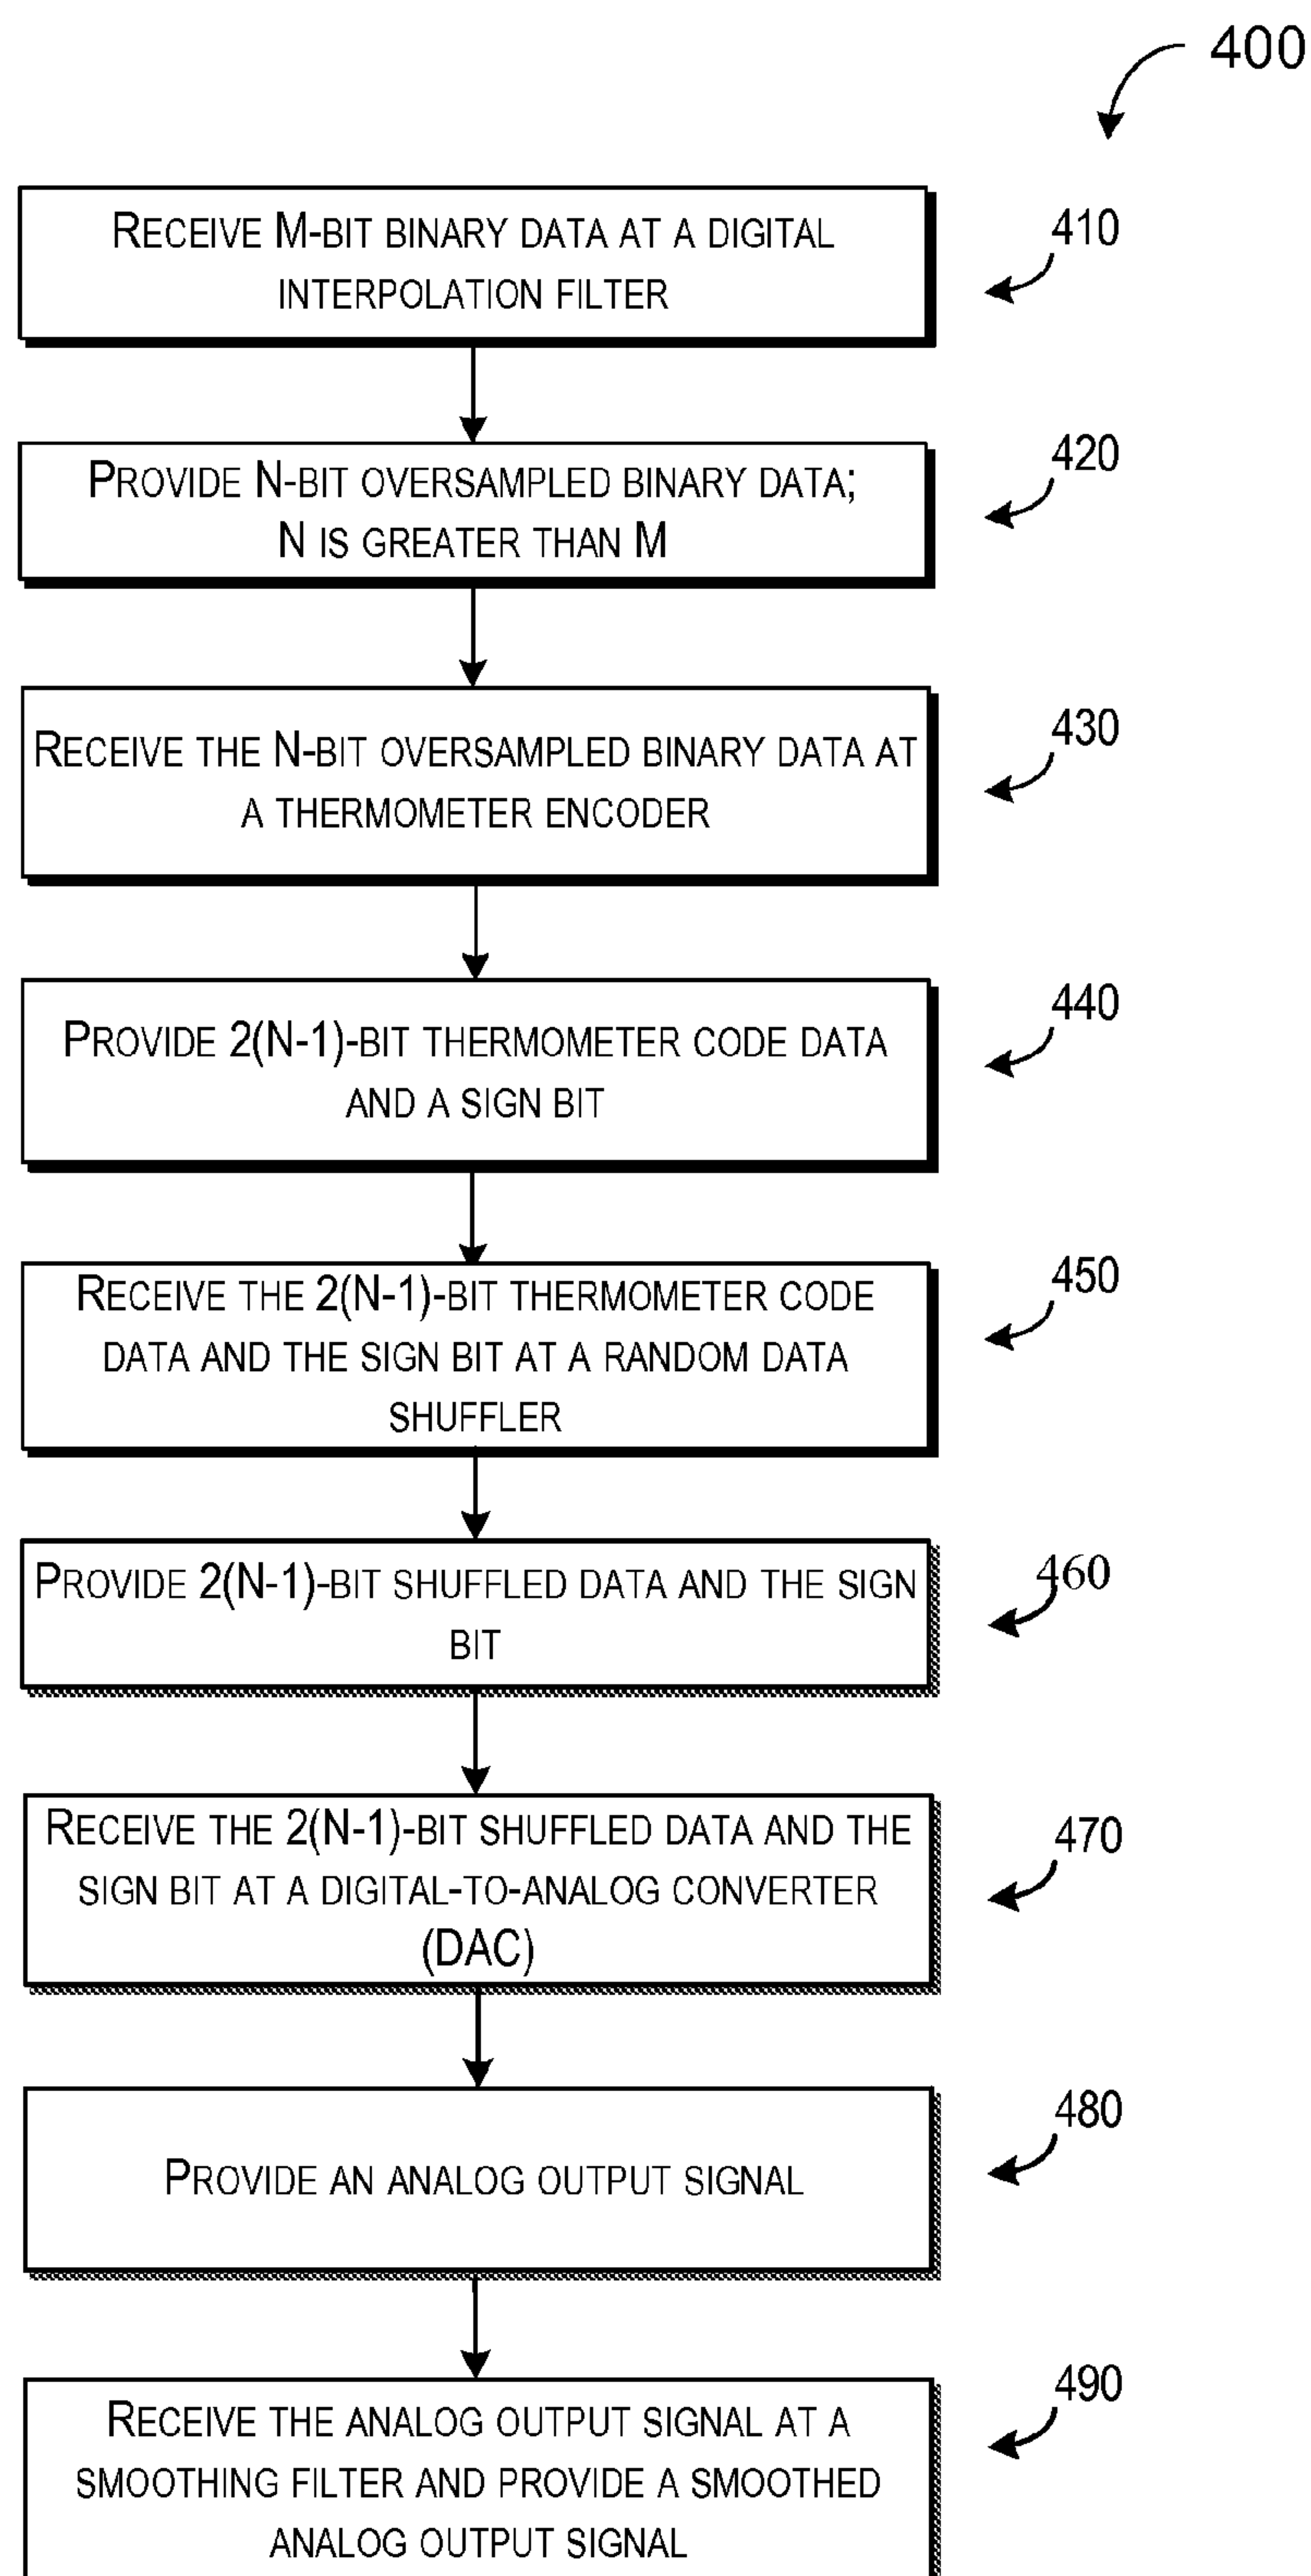 400
RECEIVE M-BIT BINARY DATA AT A DIGITAL
INTERPOLATION FILTER
410
PROVIDE N-BIT OVERSAMPLED BINARY DATA;
N IS GREATER THAN M
420
RECEIVE THE N-BIT OVERSAMPLED BINARY DATA AT
A THERMOMETER ENCODER
430
PROVIDE 2(N-1)-BIT THERMOMETER CODE DATA
AND A SIGN BIT
440
RECEIVE THE 2(N-1)-BIT THERMOMETER CODE
DATA AND THE SIGN BIT AT A RANDOM DATA
SHUFFLER
450
PROVIDE 2(N-1)-BIT SHUFFLED DATA AND THE SIGN
BIT
460
RECEIVE THE 2(N-1)-BIT SHUFFLED DATA AND THE
SIGN BIT AT A DIGITAL-TO-ANALOG CONVERTER
(DAC)
470
PROVIDE AN ANALOG OUTPUT SIGNAL
480
RECEIVE THE ANALOG OUTPUT SIGNAL AT A
SMOOTHING FILTER AND PROVIDE A SMOOTHED
ANALOG OUTPUT SIGNAL
490